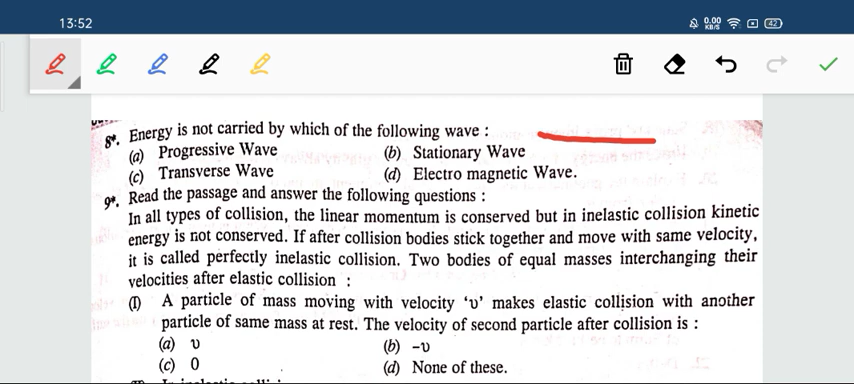 13:52
0.00 KB/S 42
8*. Energy is not carried by which of the following wave :
(a) Progressive Wave (b) Stationary Wave
(c) Transverse Wave (d) Electro magnetic Wave.
9*. Read the passage and answer the following questions :
In all types of collision, the linear momentum is conserved but in inelastic collision kinetic
energy is not conserved. If after collision bodies stick together and move with same velocity,
it is called perfectly inelastic collision. Two bodies of equal masses interchanging their
velocities after elastic collision :
(I) A particle of mass moving with velocity ‘υ’ makes elastic collision with another
particle of same mass at rest. The velocity of second particle after collision is :
(a) υ (b) –υ
(c) 0 (d) None of these.